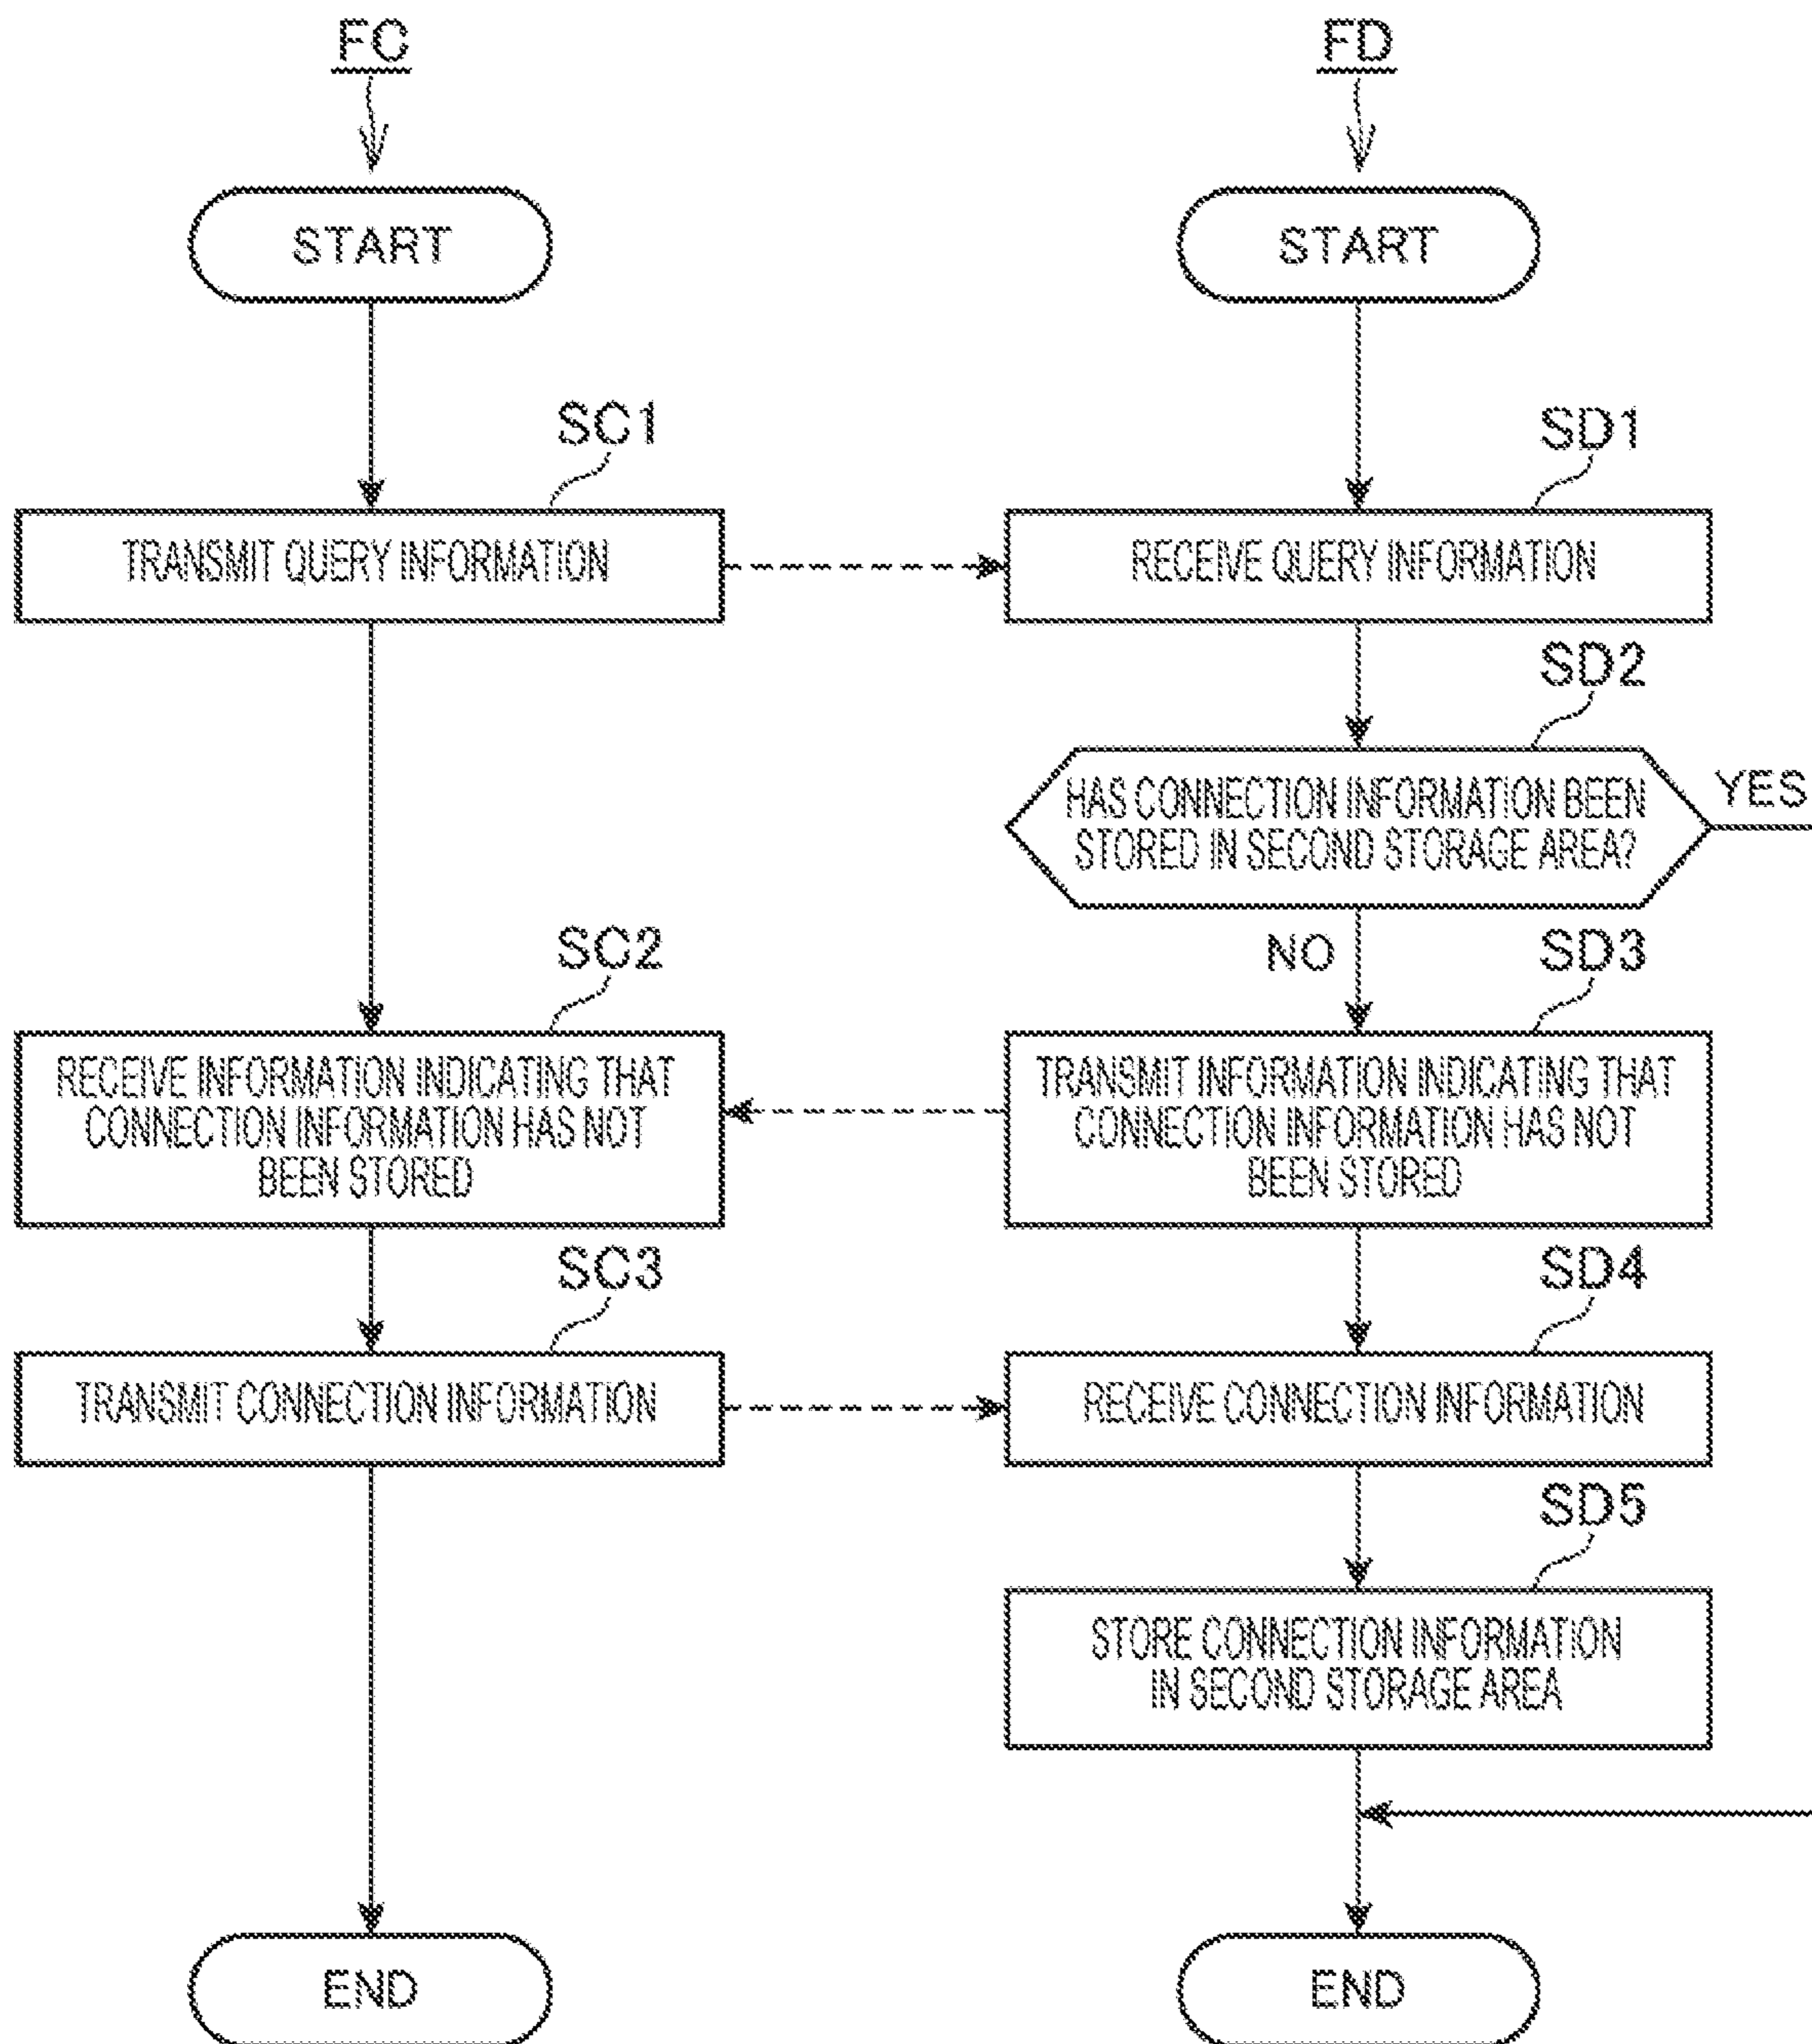 FC
FD
START
START
SC1
SD1
TRANSMIT QUERY INFORMATION
RECEIVE QUERY INFORMATION
SD2
HAS CONNECTION INFORMATION BEEN
STORED IN SECOND STORAGE AREA?
YES
NO
SC2
SD3
RECEIVE INFORMATION INDICATING THAT
CONNECTION INFORMATION HAS NOT
BEEN STORED
TRANSMIT INFORMATION INDICATING THAT
CONNECTION INFORMATION HAS NOT
BEEN STORED
SC3
SD4
TRANSMIT CONNECTION INFORMATION
RECEIVE CONNECTION INFORMATION
SD5
STORE CONNECTION INFORMATION
IN SECOND STORAGE AREA
END
END